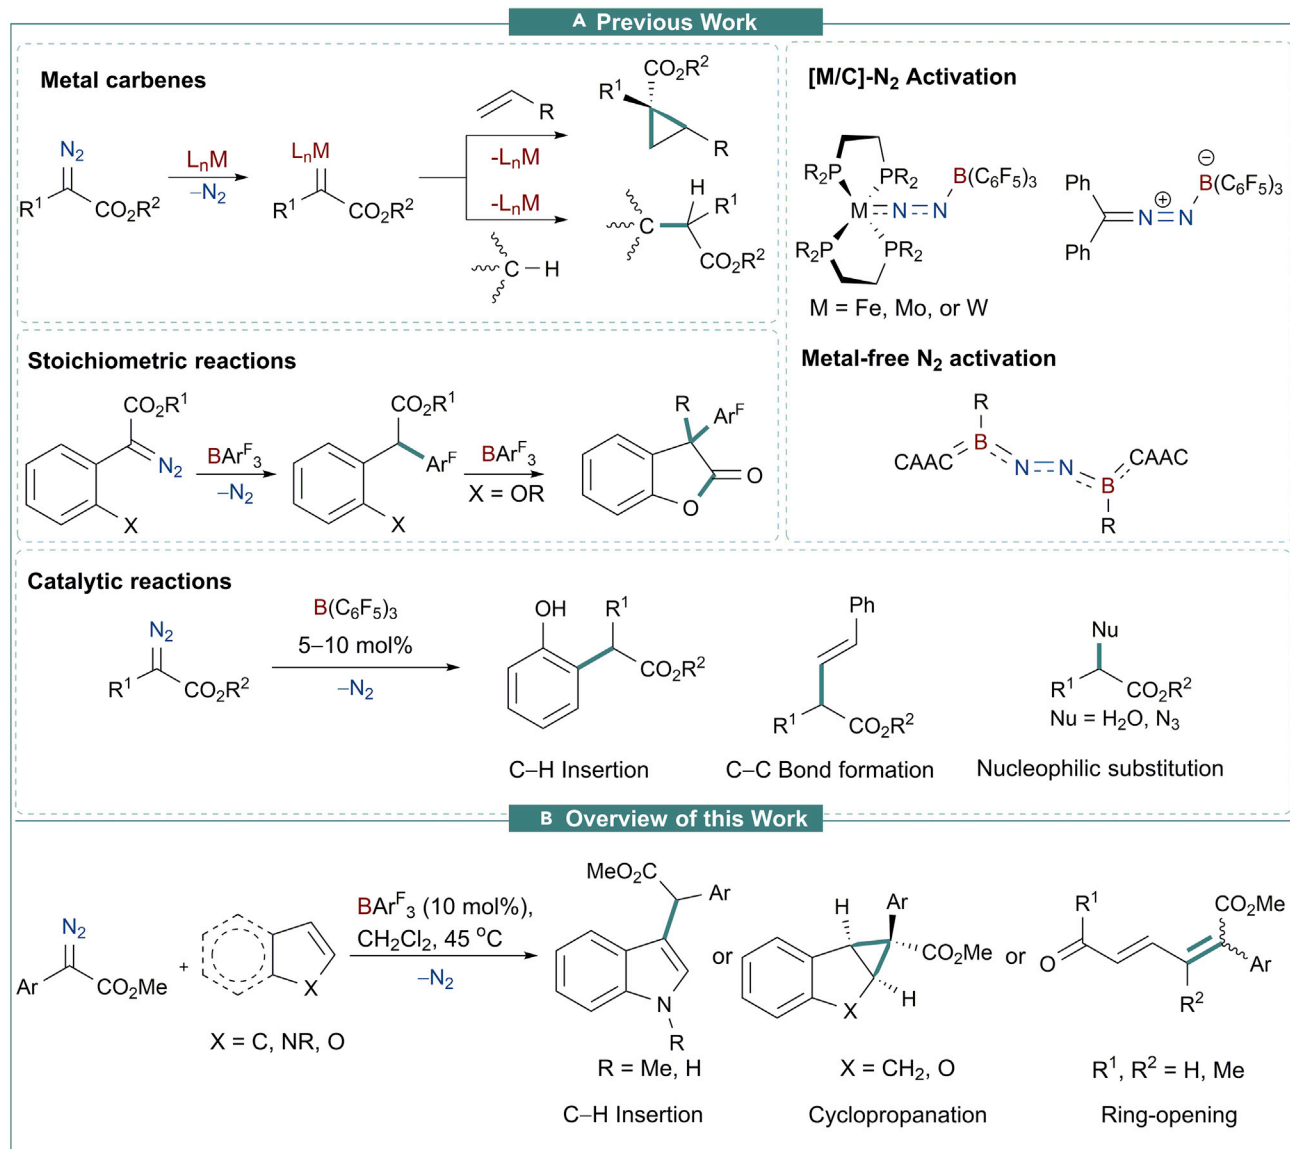 A Previous Work
Metal carbenes
N₂
R¹
CO₂R²
LₙM
−N₂
LₙM
R¹
CO₂R²
R
-LₙM
-LₙM
C−H
CO₂R²
R¹
R
H
C
R¹
CO₂R²
[M/C]-N₂ Activation
R₂P
PR₂
B(C₆F₅)₃
M
N
N
R₂P
PR₂
M = Fe, Mo, or W
Ph
Ph
⊕
N
N
⊖
B(C₆F₅)₃
Stoichiometric reactions
CO₂R¹
N₂
X
BArᶠ₃
−N₂
CO₂R¹
Arᶠ
X
BArᶠ₃
X = OR
R
Arᶠ
O
O
Metal-free N₂ activation
R
B
CAAC
N
N
CAAC
B
R
Catalytic reactions
N₂
R¹
CO₂R²
B(C₆F₅)₃
5−10 mol%
−N₂
OH
R¹
CO₂R²
C−H Insertion
Ph
R¹
CO₂R²
C−C Bond formation
Nu
R¹
CO₂R²
Nu = H₂O, N₃
Nucleophilic substitution
B Overview of this Work
N₂
Ar
CO₂Me
+
X
X = C, NR, O
BArᶠ₃ (10 mol%),
CH₂Cl₂, 45 ºC
−N₂
MeO₂C
Ar
N
R
R = Me, H
C−H Insertion
or
H
Ar
CO₂Me
H
X
X = CH₂, O
Cyclopropanation
or
R¹
O
R²
CO₂Me
Ar
R¹, R² = H, Me
Ring-opening